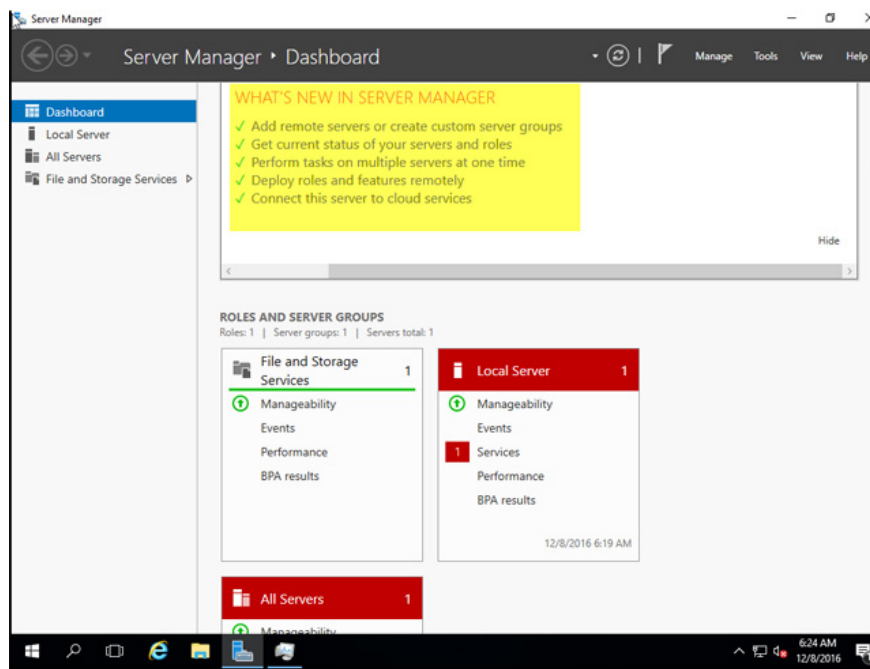 Server Manager
Server Manager • Dashboard
Manage Tools View Help
Dashboard
Local Server
All Servers
File and Storage Services
WHAT'S NEW IN SERVER MANAGER
✓ Add remote servers or create custom server groups
✓ Get current status of your servers and roles
✓ Perform tasks on multiple servers at one time
✓ Deploy roles and features remotely
✓ Connect this server to cloud services
Hide
ROLES AND SERVER GROUPS
Roles: 1 | Server groups: 1 | Servers total: 1
File and Storage
Services 1
Manageability
Events
Performance
BPA results
Local Server 1
Manageability
Events
1 Services
Performance
BPA results
12/8/2016 6:19 AM
All Servers 1
Manageability
6:24 AM
12/8/2016